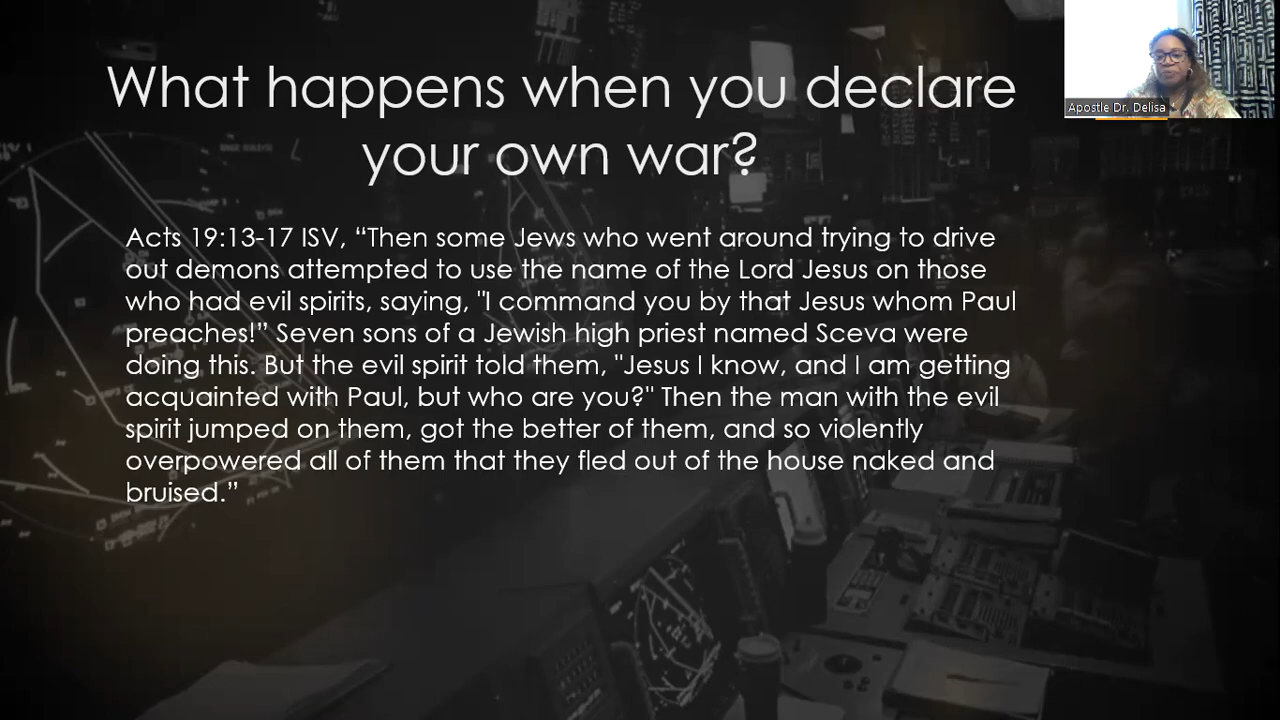 What happens when you declare
your own war?
Apostle Dr. Delisa
Acts 19:13-17 ISV, “Then some Jews who went around trying to drive
out demons attempted to use the name of the Lord Jesus on those
who had evil spirits, saying, "I command you by that Jesus whom Paul
preaches!” Seven sons of a Jewish high priest named Sceva were
doing this. But the evil spirit told them, "Jesus I know, and I am getting
acquainted with Paul, but who are you?" Then the man with the evil
spirit jumped on them, got the better of them, and so violently
overpowered all of them that they fled out of the house naked and
bruised.”